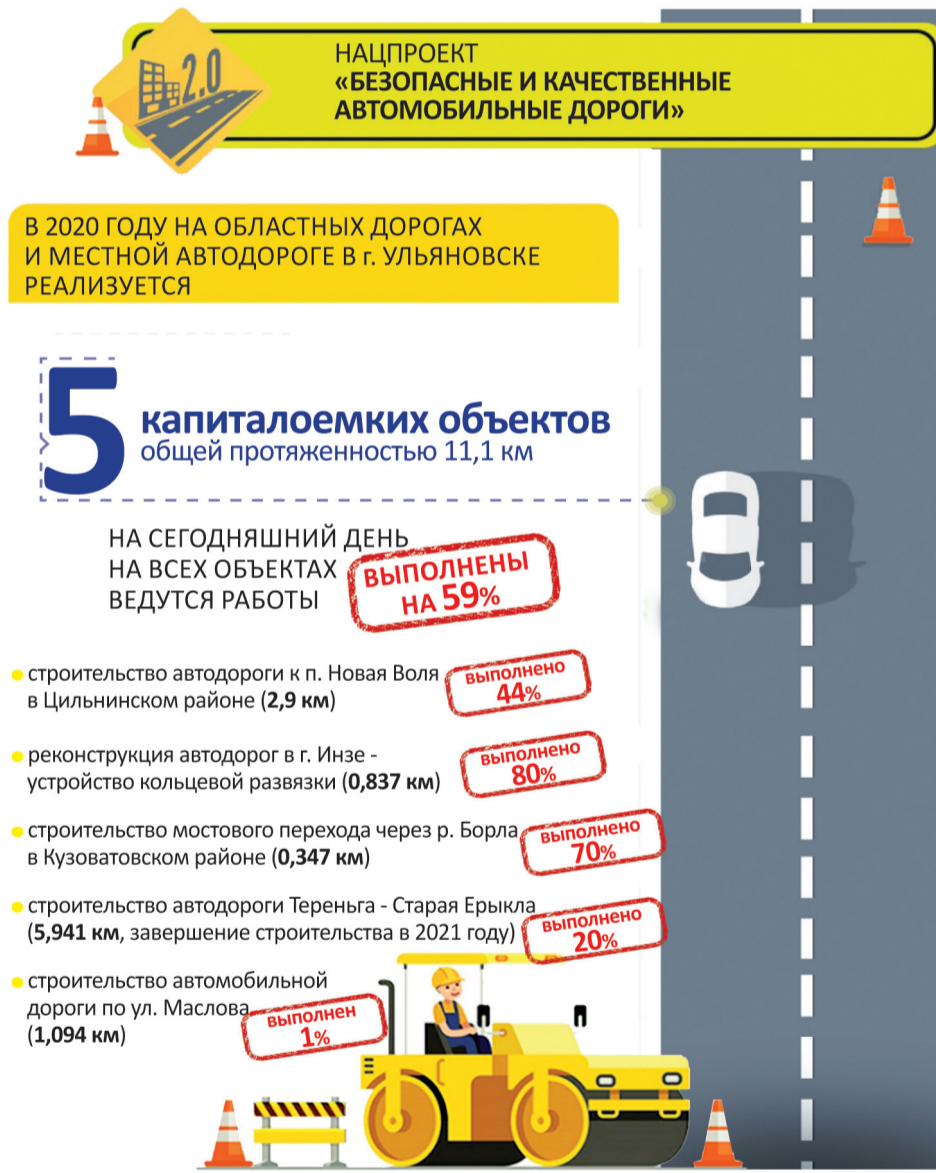 2.0
НАЦПРОЕКТ
«БЕЗОПАСНЫЕ И КАЧЕСТВЕННЫЕ
АВТОМОБИЛЬНЫЕ ДОРОГИ»
В 2020 ГОДУ НА ОБЛАСТНЫХ ДОРОГАХ
И МЕСТНОЙ АВТОДОРОГЕ В г. УЛЬЯНОВСКЕ
РЕАЛИЗУЕТСЯ
5
капиталоемких объектов
общей протяженностью 11,1 км
НА СЕГОДНЯШНИЙ ДЕНЬ
НА ВСЕХ ОБЪЕКТАХ
ВЕДУТСЯ РАБОТЫ
ВЫПОЛНЕНЫ
НА 59%
строительство автодороги к п. Новая Воля
в Цильнинском районе (2,9 км)
выполнено
44%
реконструкция автодорог в г. Инзе -
устройство кольцевой развязки (0,837 км)
выполнено
80%
строительство мостового перехода через р. Борла
в Кузоватовском районе (0,347 км)
выполнено
70%
строительство автодороги Тереньга - Старая Ерыкла
(5,941 км, завершение строительства в 2021 году)
выполнено
20%
строительство автомобильной
дороги по ул. Маслова
(1,094 км)
выполнен
1%